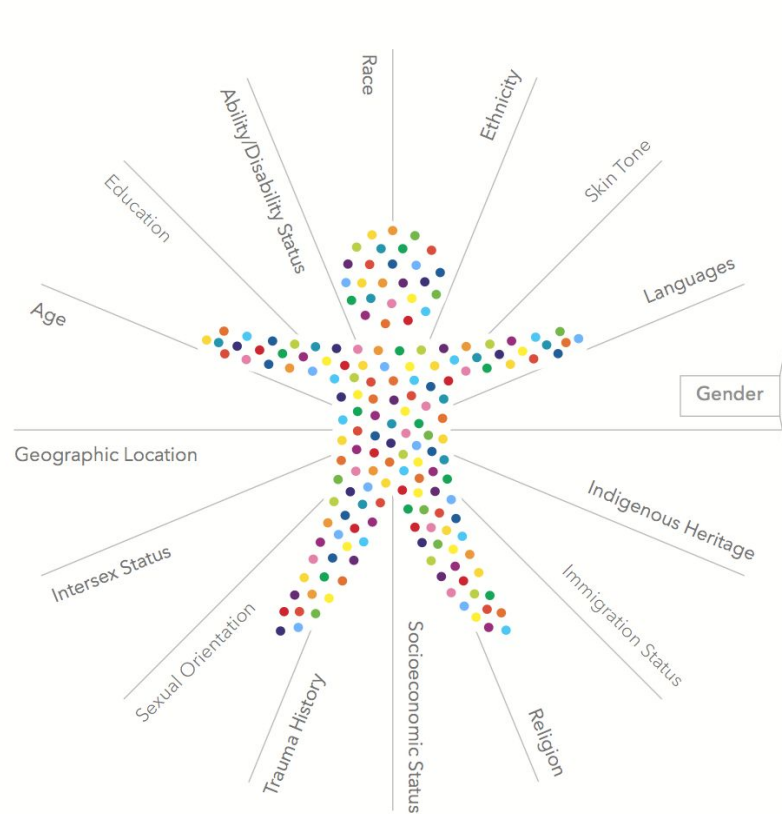 Race
Ethnicity
Skin Tone
Languages
Gender
Indigenous Heritage
Immigration Status
Religion
Socioeconomic Status
Trauma History
Sexual Orientation
Intersex Status
Geographic Location
Age
Education
Ability/Disability Status